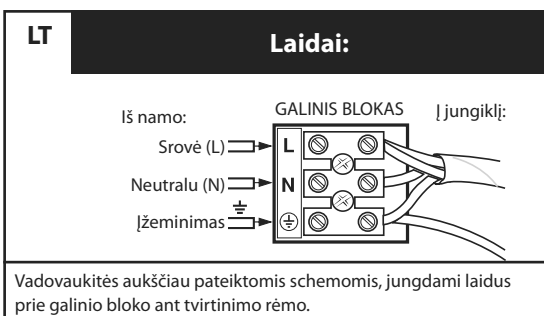 LT
Laidai:
Iš namo:
GALINIS BLOKAS
Į jungiklį:
Srovė (L)
L
Neutralu (N)
N
Įžeminimas
Vadovaukitės aukščiau pateiktomis schemomis, jungdami laidus
prie galinio bloko ant tvirtinimo rėmo.